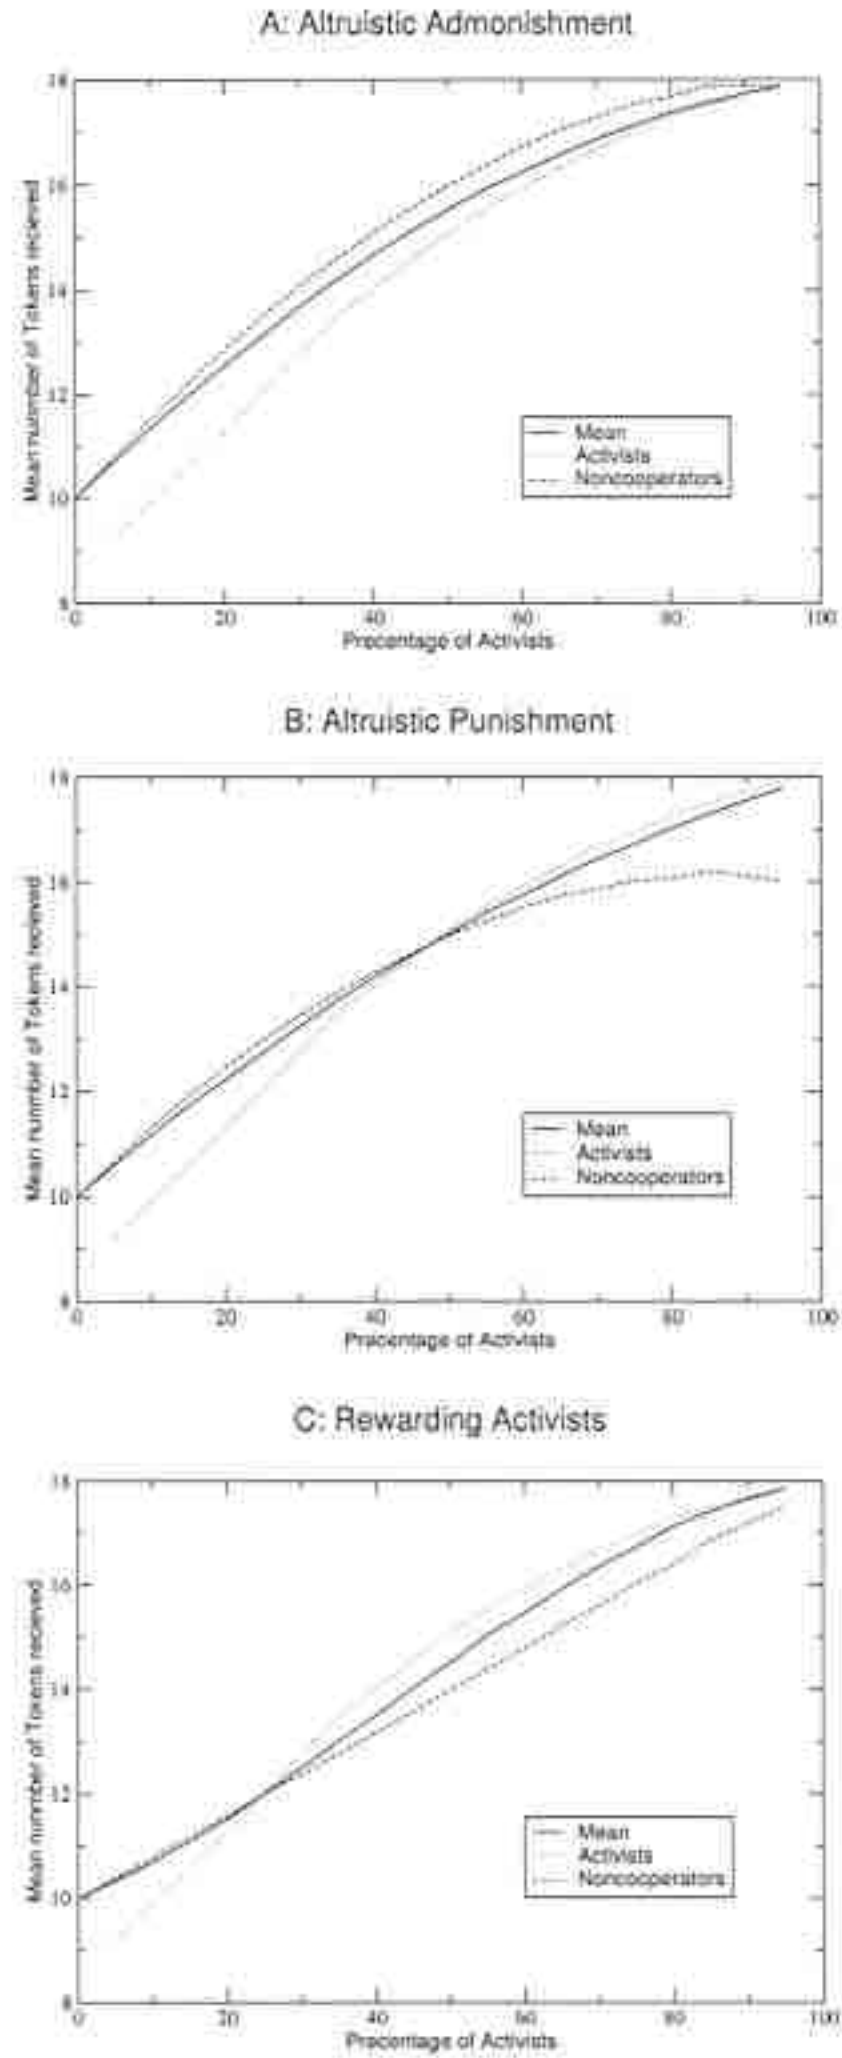 A: Altruistic Admonishment
18
16
14
12
10
8
Mean number of Tokens recieved
Mean
Activists
Noncooperators
0 20 40 60 80 100
Precentage of Activists
B: Altruistic Punishment
18
16
14
12
10
8
Mean number of Tokens recieved
Mean
Activists
Noncooperators
0 20 40 60 80 100
Precentage of Activists
C: Rewarding Activists
18
16
14
12
10
8
Mean number of Tokens recieved
Mean
Activists
Noncooperators
0 20 40 60 80 100
Precentage of Activists